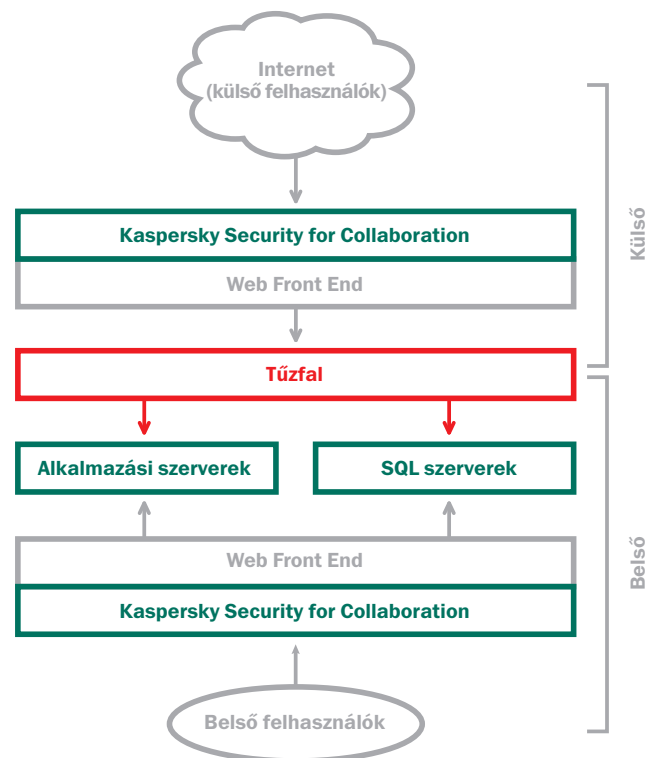 Internet
(külső felhasználók)
Kaspersky Security for Collaboration
Web Front End
Külső
Tűzfal
Alkalmazási szerverek
SQL szerverek
Web Front End
Belső
Kaspersky Security for Collaboration
Belső felhasználók